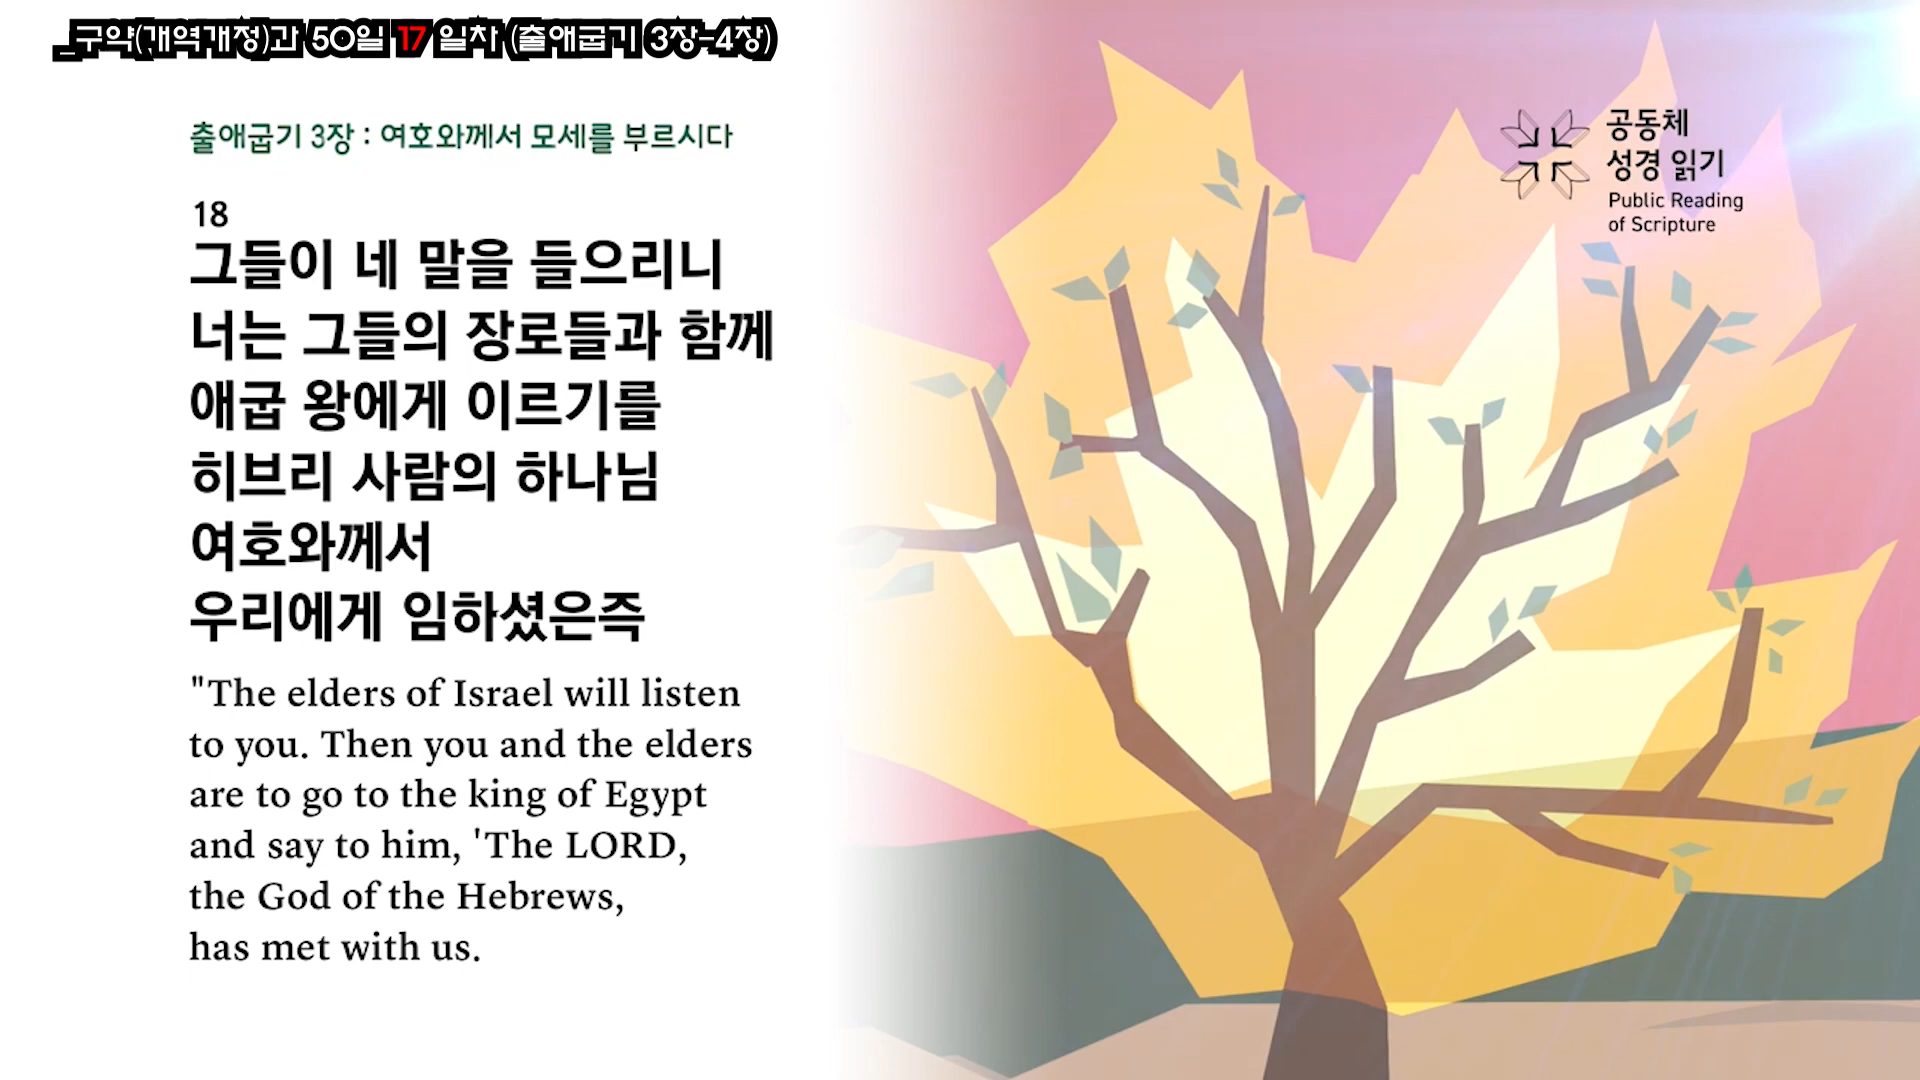 _구약(개역개정)과 50일 17 일차 (출애굽기 3장-4장)
출애굽기 3장 : 여호와께서 모세를 부르시다
18
그들이 네 말을 들으리니
너는 그들의 장로들과 함께
애굽 왕에게 이르기를
히브리 사람의 하나님
여호와께서
우리에게 임하셨은즉
"The elders of Israel will listen
to you. Then you and the elders
are to go to the king of Egypt
and say to him, 'The LORD,
the God of the Hebrews,
has met with us.
공동체
성경 읽기
Public Reading
of Scripture